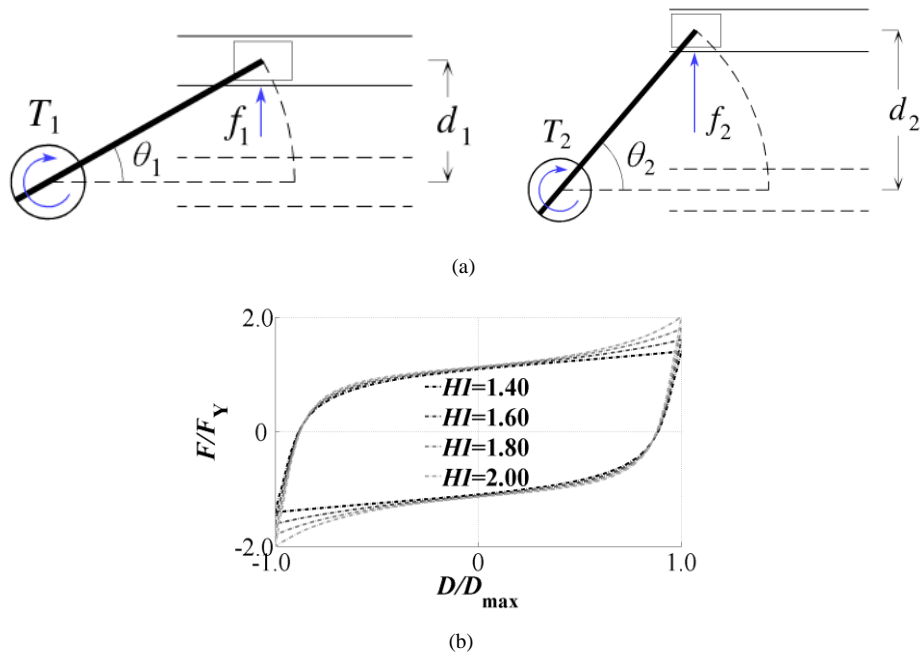 T1
θ1
f1
d1
T2
θ2
f2
d2
(a)
2.0
F/FY
0
-2.0
HI=1.40
HI=1.60
HI=1.80
HI=2.00
-1.0
0
1.0
D/Dmax
(b)